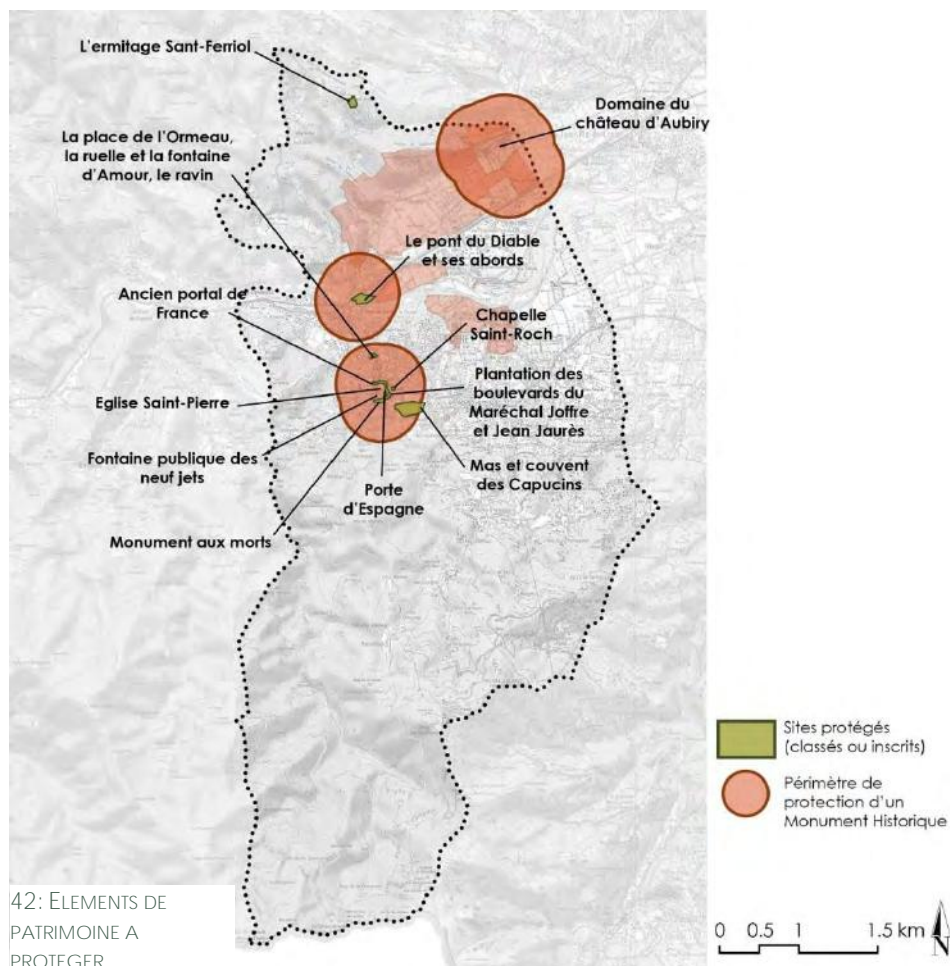 L'ermitage Sant-Ferriol
Domaine du
château d'Aubiry
La place de l'Ormeau,
la ruelle et la fontaine
d'Amour, le ravin
Le pont du Diable
et ses abords
Ancien portal de
France
Chapelle
Saint-Roch
Plantation des
boulevards du
Maréchal Joffre
et Jean Jaurès
Eglise Saint-Pierre
Fontaine publique des
neuf jets
Mas et couvent
des Capucins
Porte
d'Espagne
Monument aux morts
Sites protégés
(classés ou inscrits)
Périmètre de
protection d'un
Monument Historique
42: ELEMENTS DE
PATRIMOINE A
PROTEGER
0 0.5 1 1.5 km
N